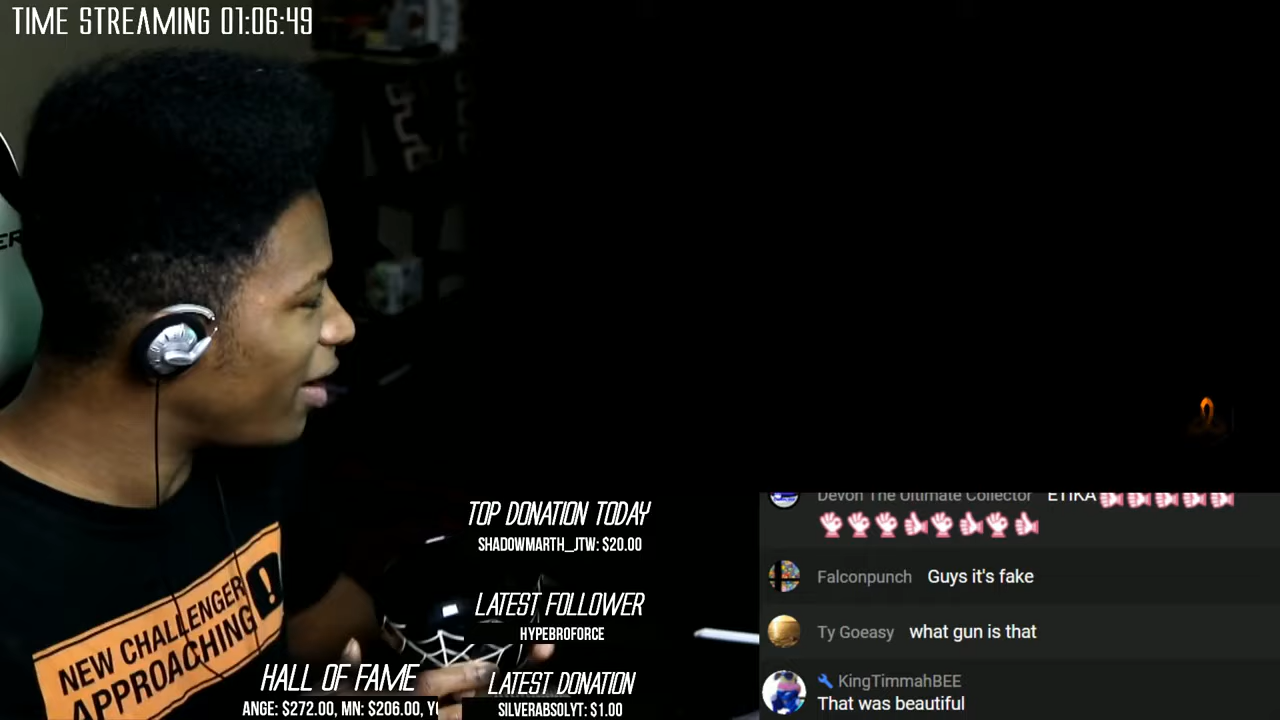 TIME STREAMING 01:06:49
NEW CHALLENGER
APPROACHING
!
HALL OF FAME
ANGE: $272.00, MN: $206.00,
TOP DONATION TODAY
SHADOWMARTH_JTW: $20.00
LATEST FOLLOWER
HYPEBROFORCE
LATEST DONATION
SILVERABSOLYT: $1.00
Devon The Ultimate Collector ETIKA
Falconpunch Guys it's fake
Ty Goeasy what gun is that
KingTimmahBEE
That was beautiful